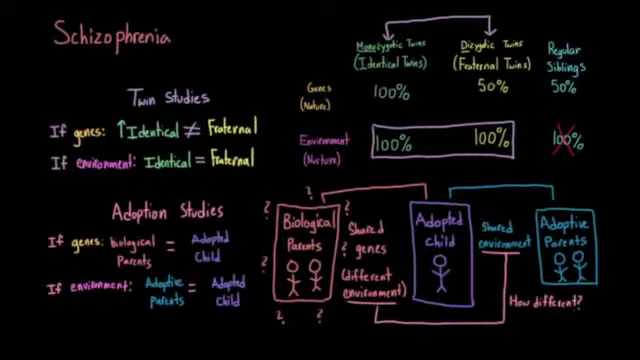 Schizophrenia
Monozygotic Twins
(Identical Twins)
Dizygotic Twins
(Fraternal Twins)
Regular
Siblings
Genes
(Nature)
100%
50%
50%
Environment
(Nurture)
100%
100%
100%
Twin Studies
If genes: ↑Identical ≠ Fraternal
If environment: Identical = Fraternal
Adoption Studies
If genes: biological Parents = Adopted Child
If environment: Adoptive Parents = Adopted Child
?
?
?
?
?
?
?
Biological
Parents
Shared
genes
(different
environment)
Adopted
Child
Shared
environment
Adoptive
Parents
How different?